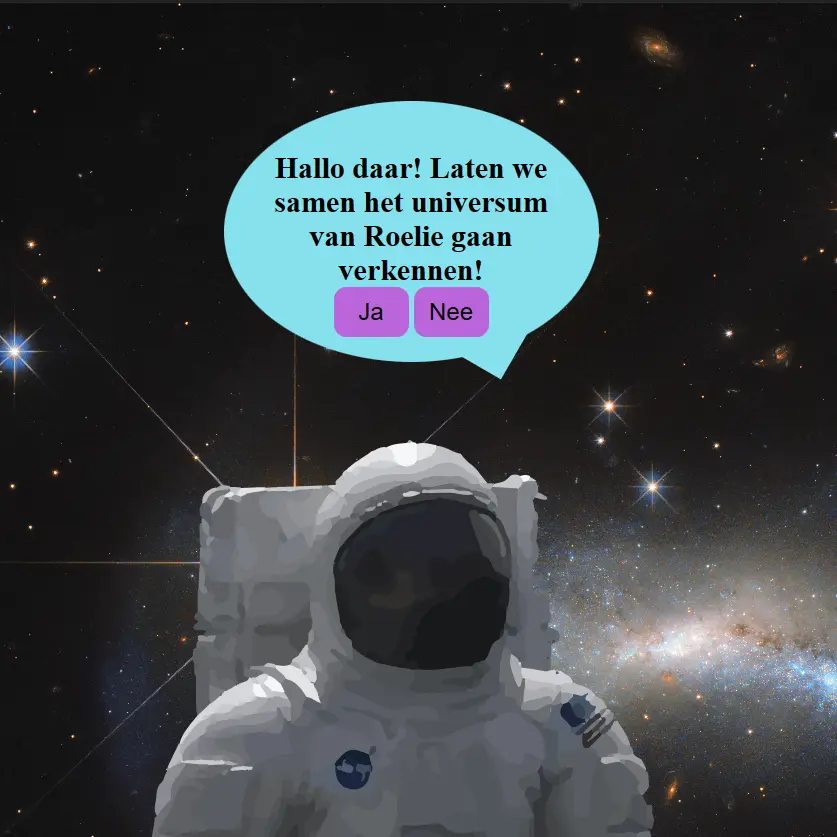 Hallo daar! Laten we
samen het universum
van Roelie gaan
verkennen!
Ja Nee